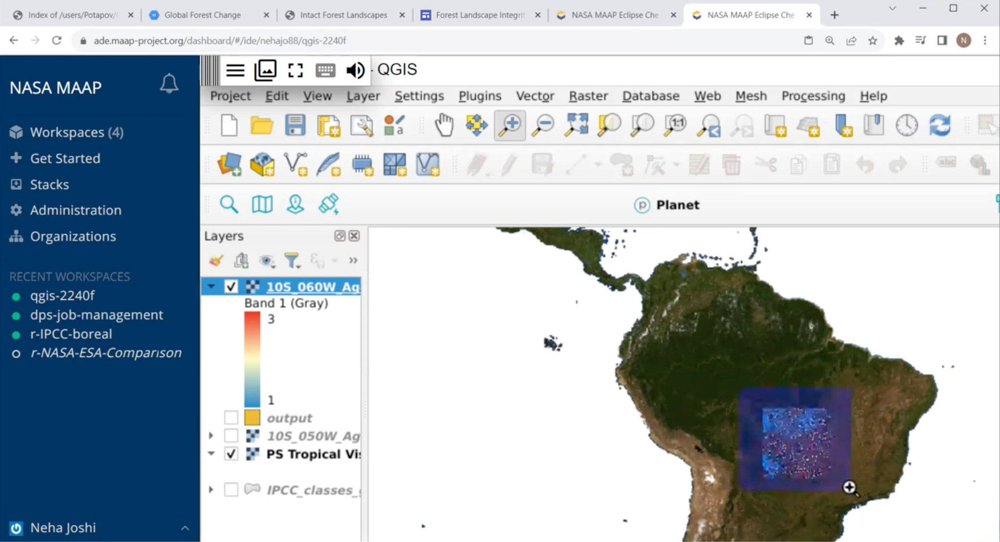 Index of /users/Potapov/
Global Forest Change
Intact Forest Landscapes
Forest Landscape Integrit
NASA MAAP Eclipse Che
NASA MAAP Eclipse Che
ade.maap-project.org/dashboard/#/ide/nehajo88/qgis-2240f
N
NASA MAAP
- QGIS
Project Edit View Layer Settings Plugins Vector Raster Database Web Mesh Processing Help
1:1
a
abc
Workspaces (4)
Get Started
Stacks
Administration
Organizations
RECENT WORKSPACES
qgis-2240f
dps-job-management
r-IPCC-boreal
r-NASA-ESA-Comparison
Neha Joshi
p Planet
Layers
10S_060W_Ag
Band 1 (Gray)
3
1
output
10S_050W_Ag
PS Tropical Vis
IPCC_classes_